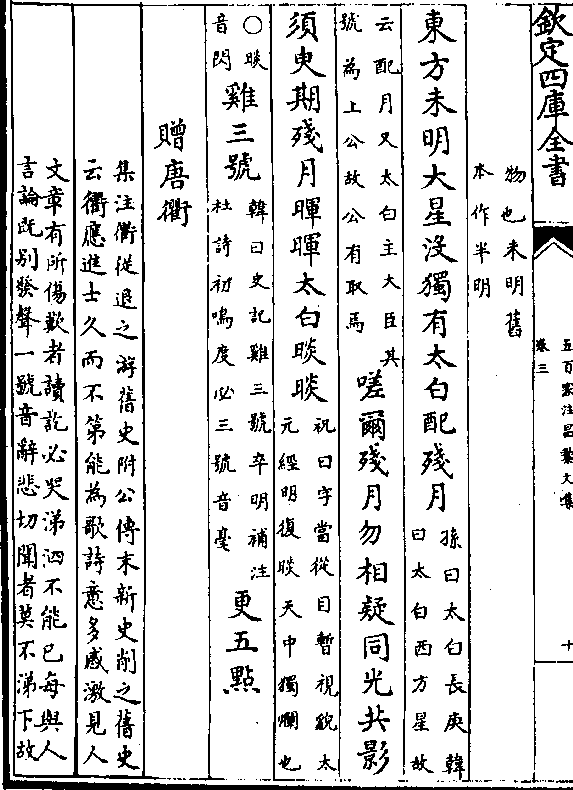 欽定四庫全書
五百家注昌黎文集
卷三
十
物也未明舊
本作半明
東方未明大星沒獨有太白配殘月
孫曰太白長庚韓
曰太白西方星故
云配月又太白主大臣其
號為上公故公有取焉
嗟爾殘月勿相疑同光共影
須臾期殘月暉暉太白睒睒
祝曰字當從目暫視貌太
元經明復睒天中獨爛也
○睒
音閃
雞三號
韓曰史記雞三號卒明補注
杜詩初鳴度必三號音毫
更五點
贈唐衢
集注衢從退之游舊史附公傳末新史削之舊史
云衢應進士久而不第能為歌詩意多感激見人
文章有所傷歎者讀訖必哭涕泗不能已每與人
言論既别發聲一號音辭悲切聞者莫不涕下故